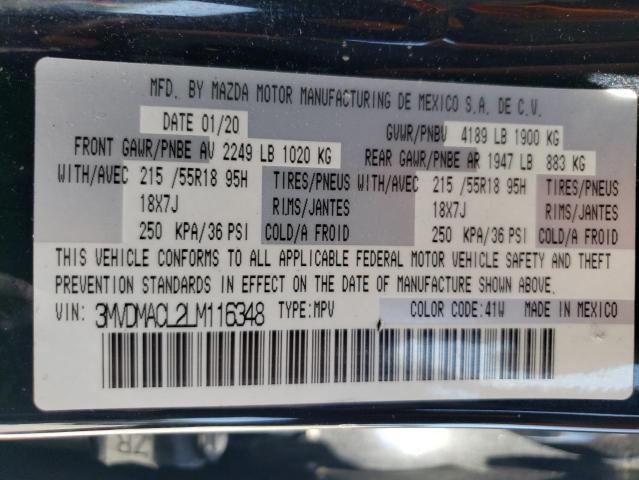 MFD. BY MAZDA MOTOR MANUFACTURING DE MEXICO S.A. DE C.V.
DATE 01/20 GVWR/PNBV 4189 LB 1900 KG
FRONT GAWR/PNBE AV 2249 LB 1020 KG REAR GAWR/PNBE AR 1947 LB 883 KG
WITH/AVEC 215 /55R18 95H TIRES/PNEUS WITH/AVEC 215 /55R18 95H TIRES/PNEUS
18X7J RIMS/JANTES 18X7J RIMS/JANTES
250 KPA/36 PSI COLD/A FROID 250 KPA/36 PSI COLD/A FROID
THIS VEHICLE CONFORMS TO ALL APPLICABLE FEDERAL MOTOR VEHICLE SAFETY AND THEFT
PREVENTION STANDARDS IN EFFECT ON THE DATE OF MANUFACTURE SHOWN ABOVE.
VIN: 3MVDMACL2LM116348 TYPE:MPV COLOR CODE:41W MADE IN MEXICO
ZR